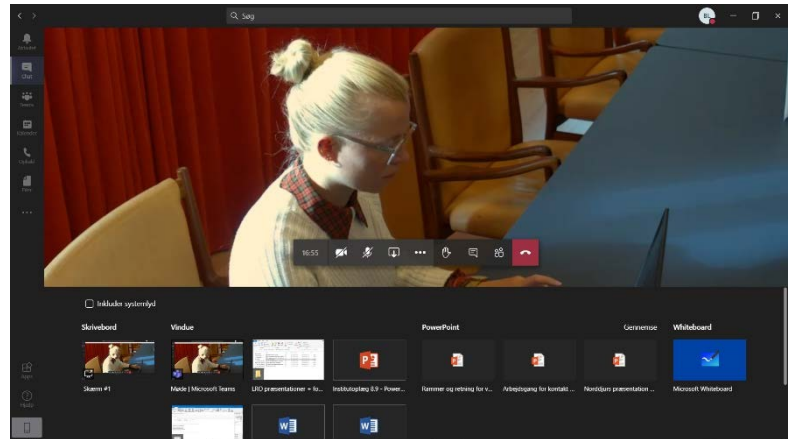 Søg
BL
Aktivitet
Chat
Teams
Kalender
Opkald
Filer
16:55
Inkluder systemlyd
Skrivebord
Vindue
PowerPoint
Gennemse
Whiteboard
Skærm #1
Møde | Microsoft Teams
LRO præsentationer + fo...
Institutoplæg 8.9 - Power...
Rammer og retning for v...
Arbejdsgang for kontakt ...
Norddjurs præsentation ...
Microsoft Whiteboard
Apps
Hjælp